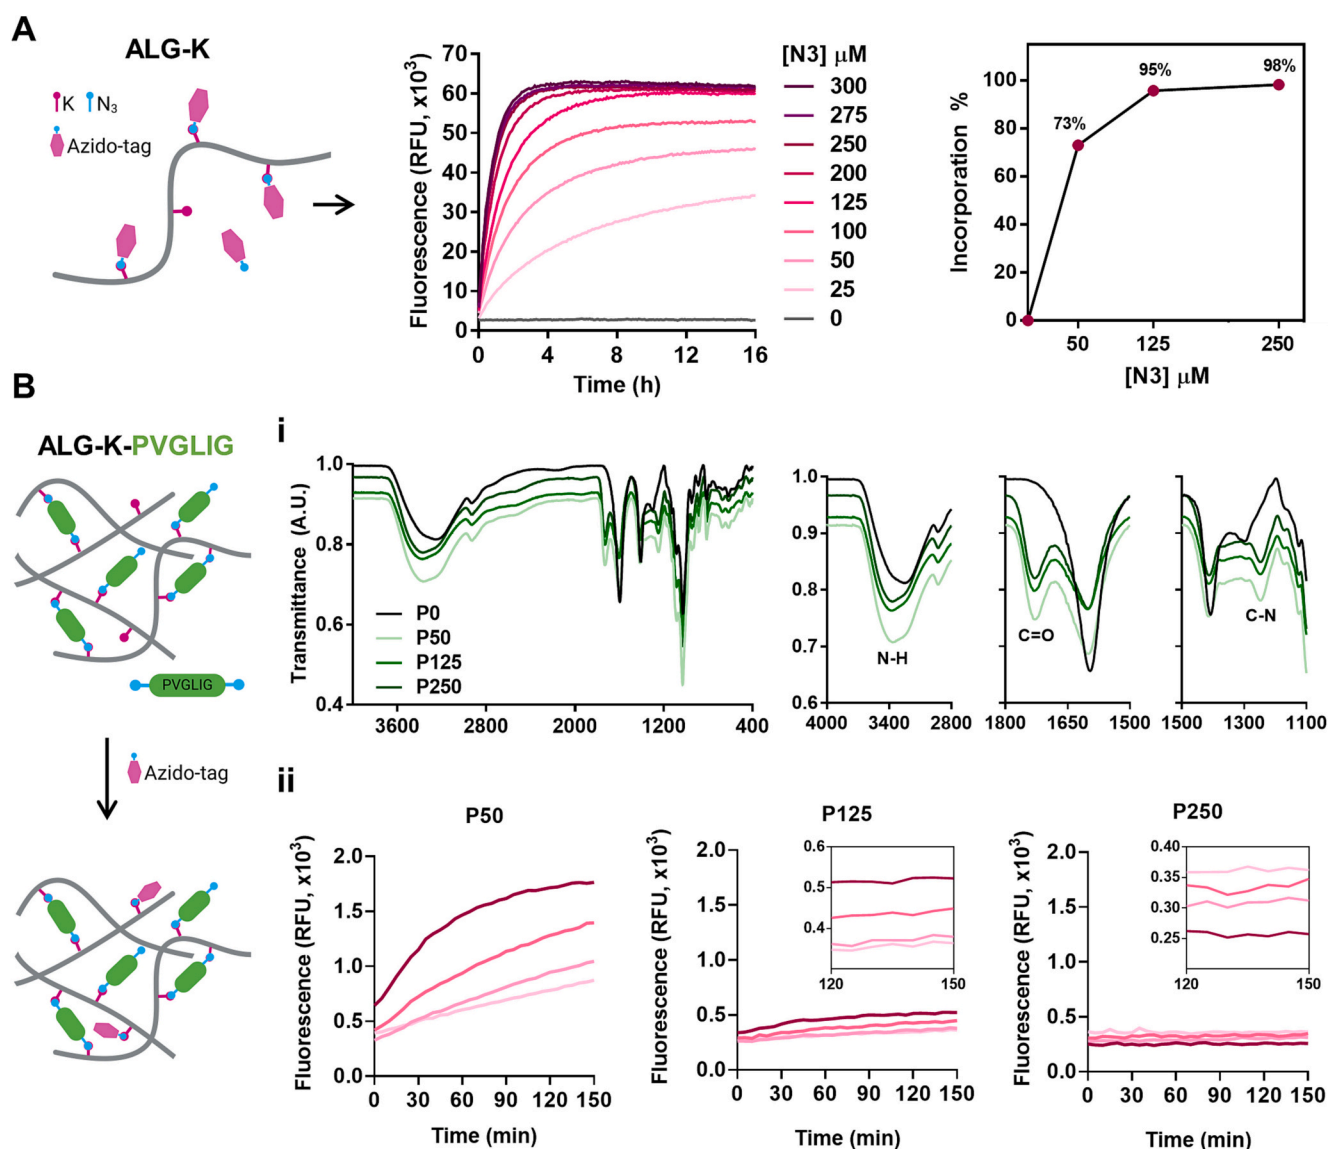 A
ALG-K
K N3
Azido-tag
Fluorescence (RFU, x10³)
70
60
50
40
30
20
10
0
0 4 8 12 16
Time (h)
[N3] μM
300
275
250
200
125
100
50
25
0
Incorporation %
100
80
60
40
20
0
73%
95%
98%
50 125 250
[N3] μM
B
ALG-K-PVGLIG
PVGLIG
Azido-tag
i
Transmittance (A.U.)
1.0
0.8
0.6
0.4
P0
P50
P125
P250
3600 2800 2000 1200 400
1.0
0.9
0.8
0.7
0.6
N-H
4000 3400 2800
C=O
1800 1650 1500
C-N
1500 1300 1100
ii
P50
Fluorescence (RFU, x10³)
2.0
1.5
1.0
0.5
0.0
0 30 60 90 120 150
Time (min)
P125
Fluorescence (RFU, x10³)
2.0
1.5
1.0
0.5
0.0
0.6
0.5
0.4
120 150
0 30 60 90 120 150
Time (min)
P250
Fluorescence (RFU, x10³)
2.0
1.5
1.0
0.5
0.0
0.40
0.35
0.30
0.25
120 150
0 30 60 90 120 150
Time (min)